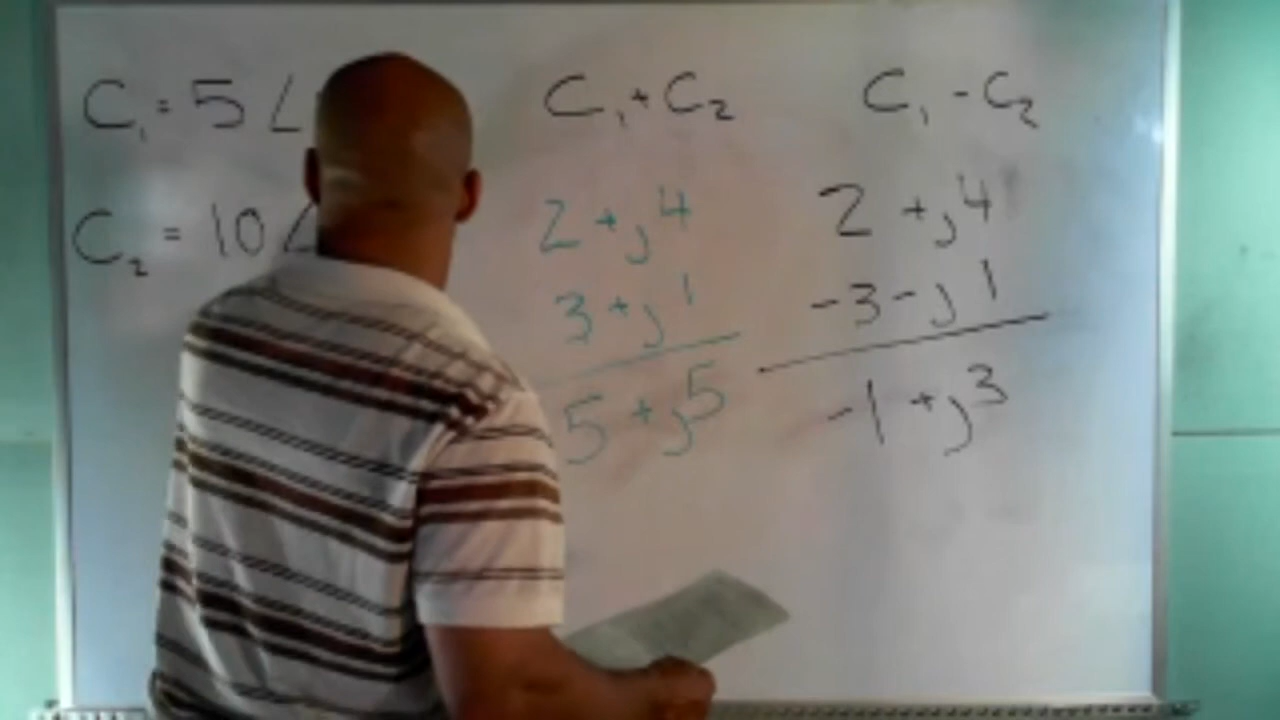 C₁ = 5 ∠
C₂ = 10 ∠
C₁ + C₂
2 + j4
3 + j1
5 + j5
C₁ - C₂
2 + j4
-3 - j1
-1 + j3